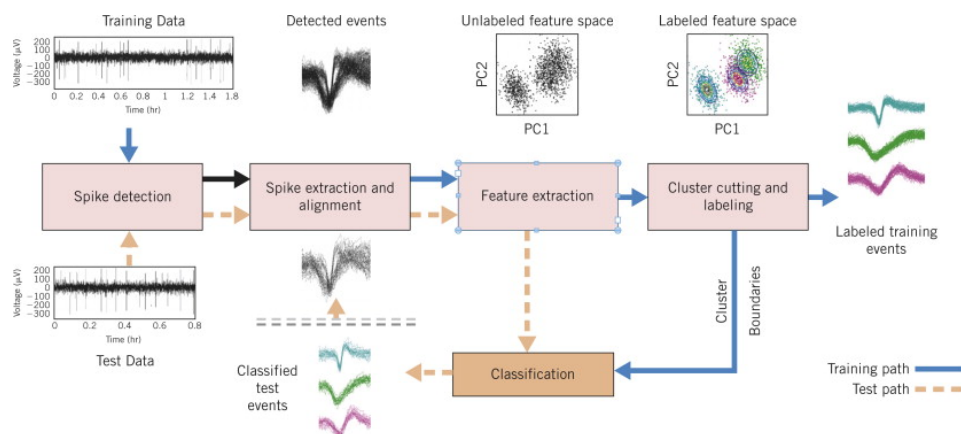 Training Data
Detected events
Unlabeled feature space
Labeled feature space
Voltage (μV)
200
100
0
−100
−200
−300
0 0.2 0.4 0.6 0.8 1 1.2 1.4 1.6 1.8
Time (hr)
PC2
PC1
PC2
PC1
Spike detection
Spike extraction and
alignment
Feature extraction
Cluster cutting and
labeling
Labeled training
events
Voltage (μV)
200
100
0
−100
−200
−300
0 0.2 0.4 0.6 0.8
Time (hr)
Test Data
Cluster
Boundaries
Classified
test
events
Classification
Training path
Test path